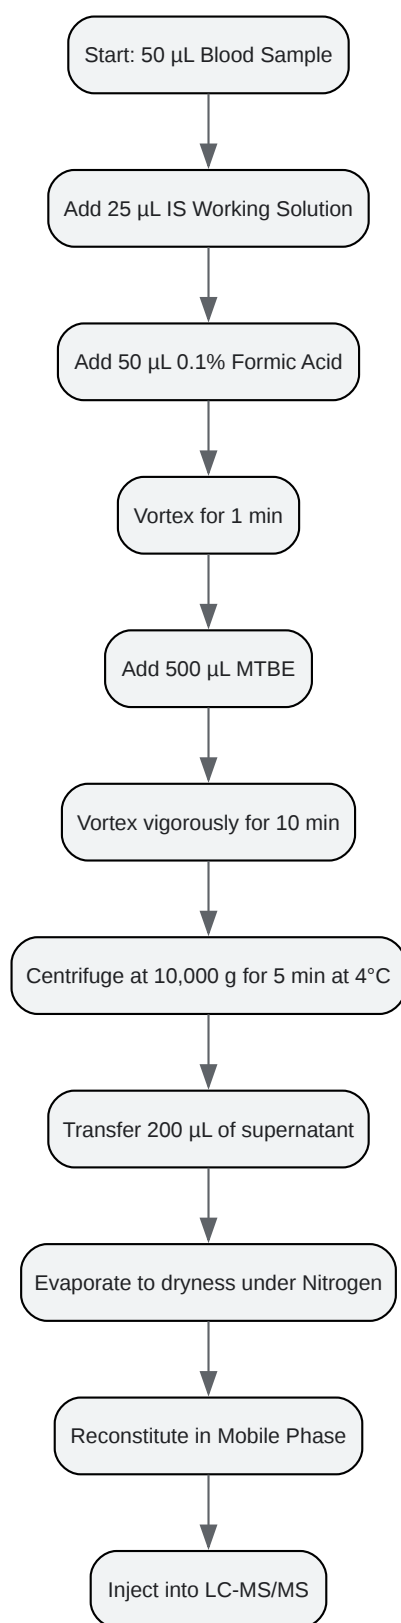 Start: 50 µL Blood Sample
Add 25 µL IS Working Solution
Add 50 µL 0.1% Formic Acid
Vortex for 1 min
Add 500 µL MTBE
Vortex vigorously for 10 min
Centrifuge at 10,000 g for 5 min at 4°C
Transfer 200 µL of supernatant
Evaporate to dryness under Nitrogen
Reconstitute in Mobile Phase
Inject into LC-MS/MS